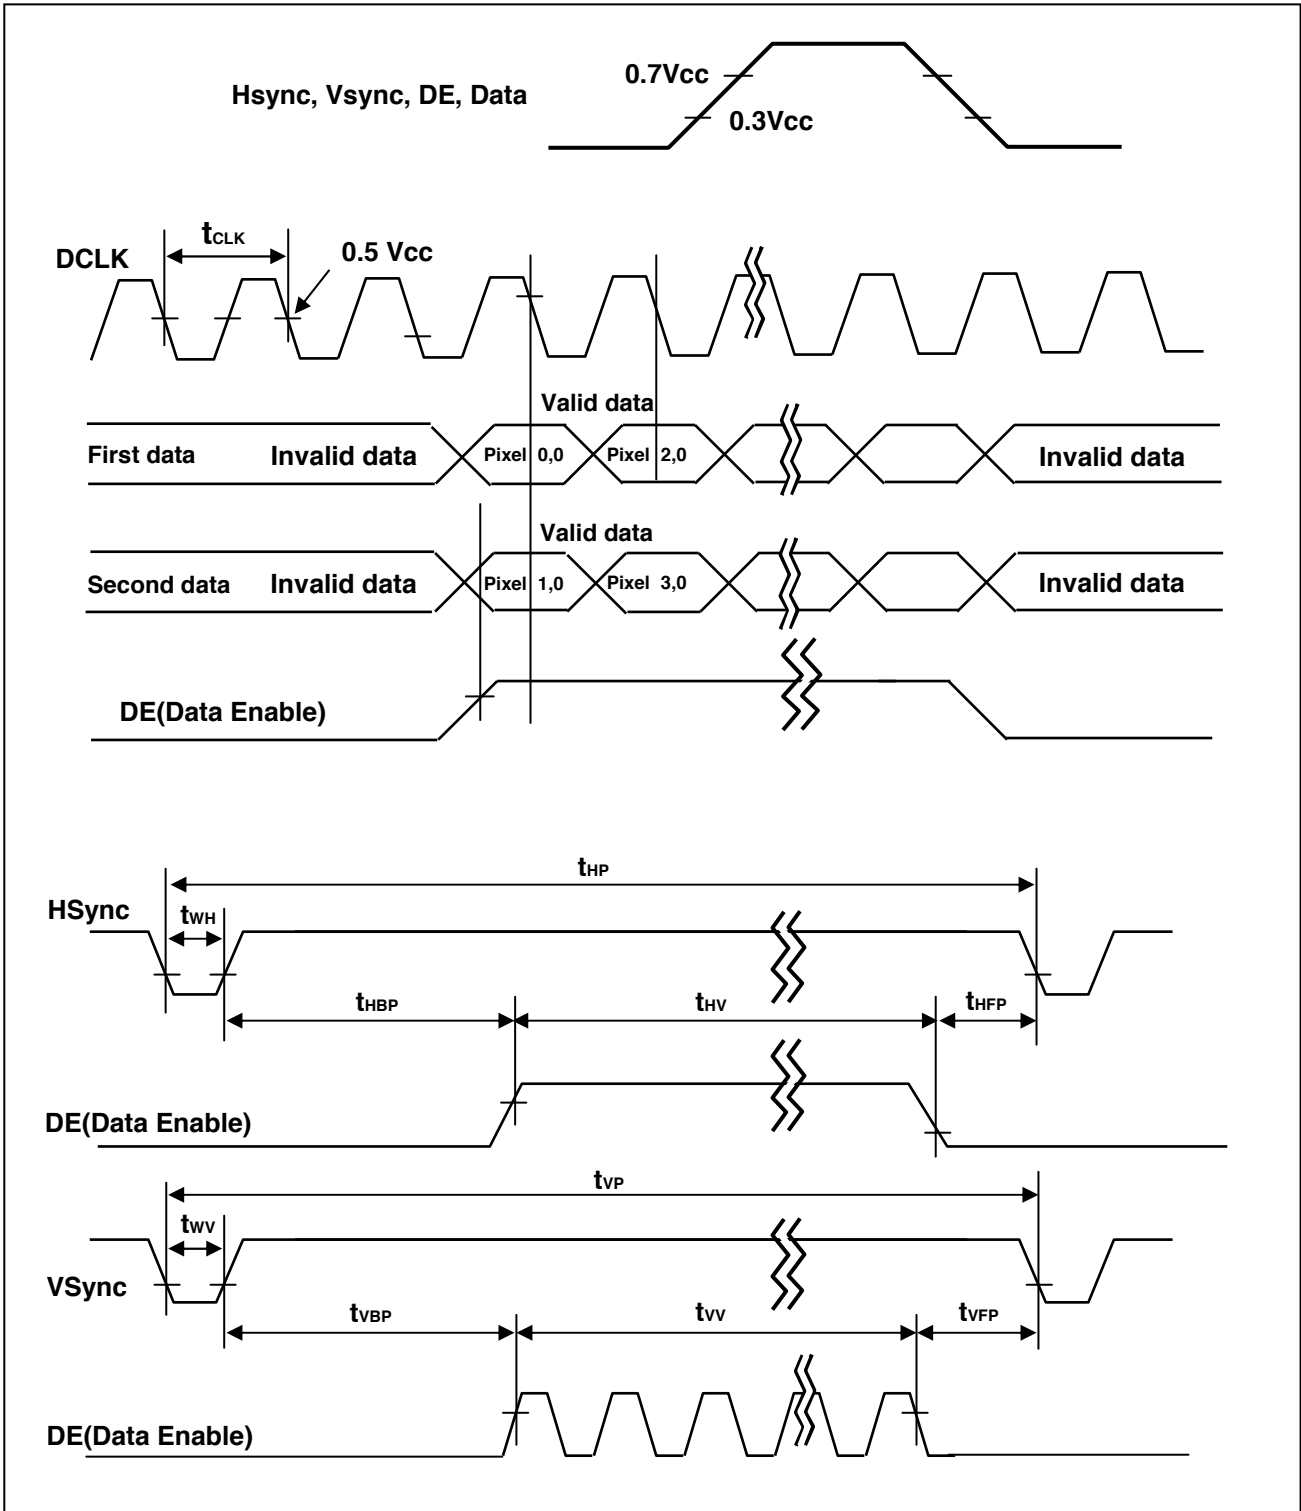 0.7Vcc
Hsync, Vsync, DE, Data
0.3Vcc
tCLK
DCLK
0.5 Vcc
Valid data
First data
Invalid data
Pixel 0,0
Pixel 2,0
Invalid data
Valid data
Second data
Invalid data
Pixel 1,0
Pixel 3,0
Invalid data
DE(Data Enable)
tHP
HSync
tWH
tHBP
tHV
tHFP
DE(Data Enable)
tVP
tWV
VSync
tVBP
tVV
tVFP
DE(Data Enable)